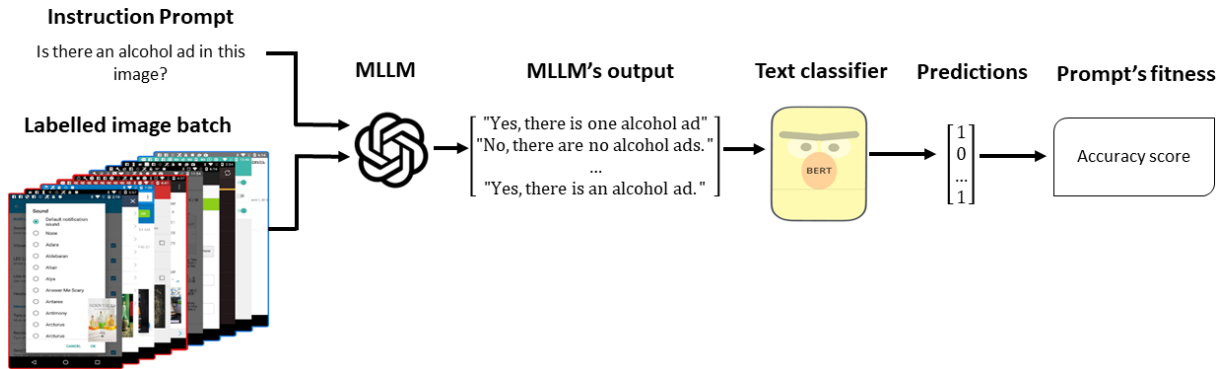 Instruction Prompt
Is there an alcohol ad in this
image?
Labelled image batch
MLLM
MLLM's output
"Yes, there is one alcohol ad"
"No, there are no alcohol ads. "
...
"Yes, there is an alcohol ad. "
Text classifier
BERT
Predictions
1
0
...
1
Prompt's fitness
Accuracy score
Sound
Default notification
sound
None
Adara
Aldebaran
Altair
Alya
Answer Me Scary
Antares
Antimony
Arcturus
Arcturus
CANCEL
OK